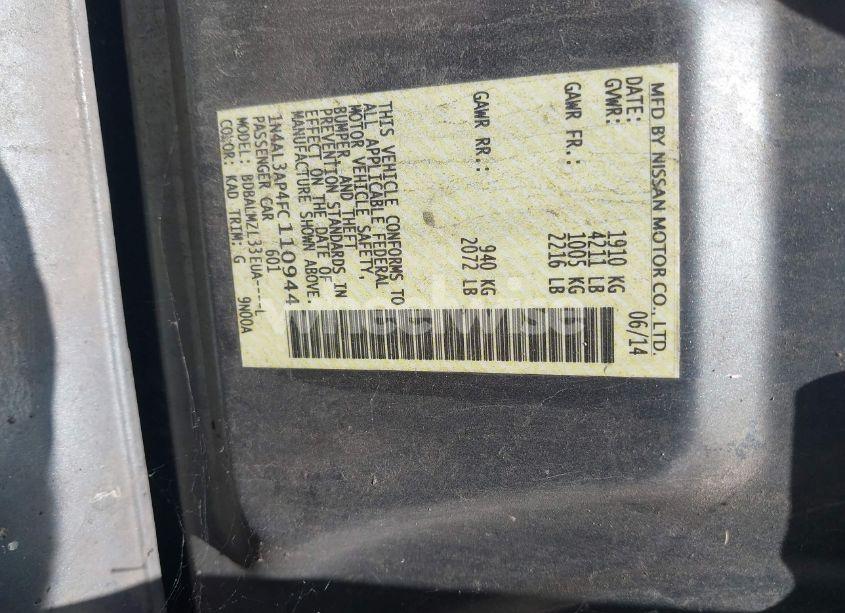 MFD BY NISSAN MOTOR CO., LTD.
DATE: 06/14
GVWR: 1910 KG
4211 LB
GAWR FR.: 1005 KG
2216 LB
GAWR RR.: 940 KG
2072 LB
THIS VEHICLE CONFORMS TO
ALL APPLICABLE FEDERAL
MOTOR VEHICLE SAFETY,
BUMPER, AND THEFT
PREVENTION STANDARDS IN
EFFECT ON THE DATE OF
MANUFACTURE SHOWN ABOVE.
1N4AL3AP4FC110944
PASSENGER CAR 601
MODEL: BDBALWZL33EUA----L
COLOR: KAD TRIM: G 9N00A
wheelwise